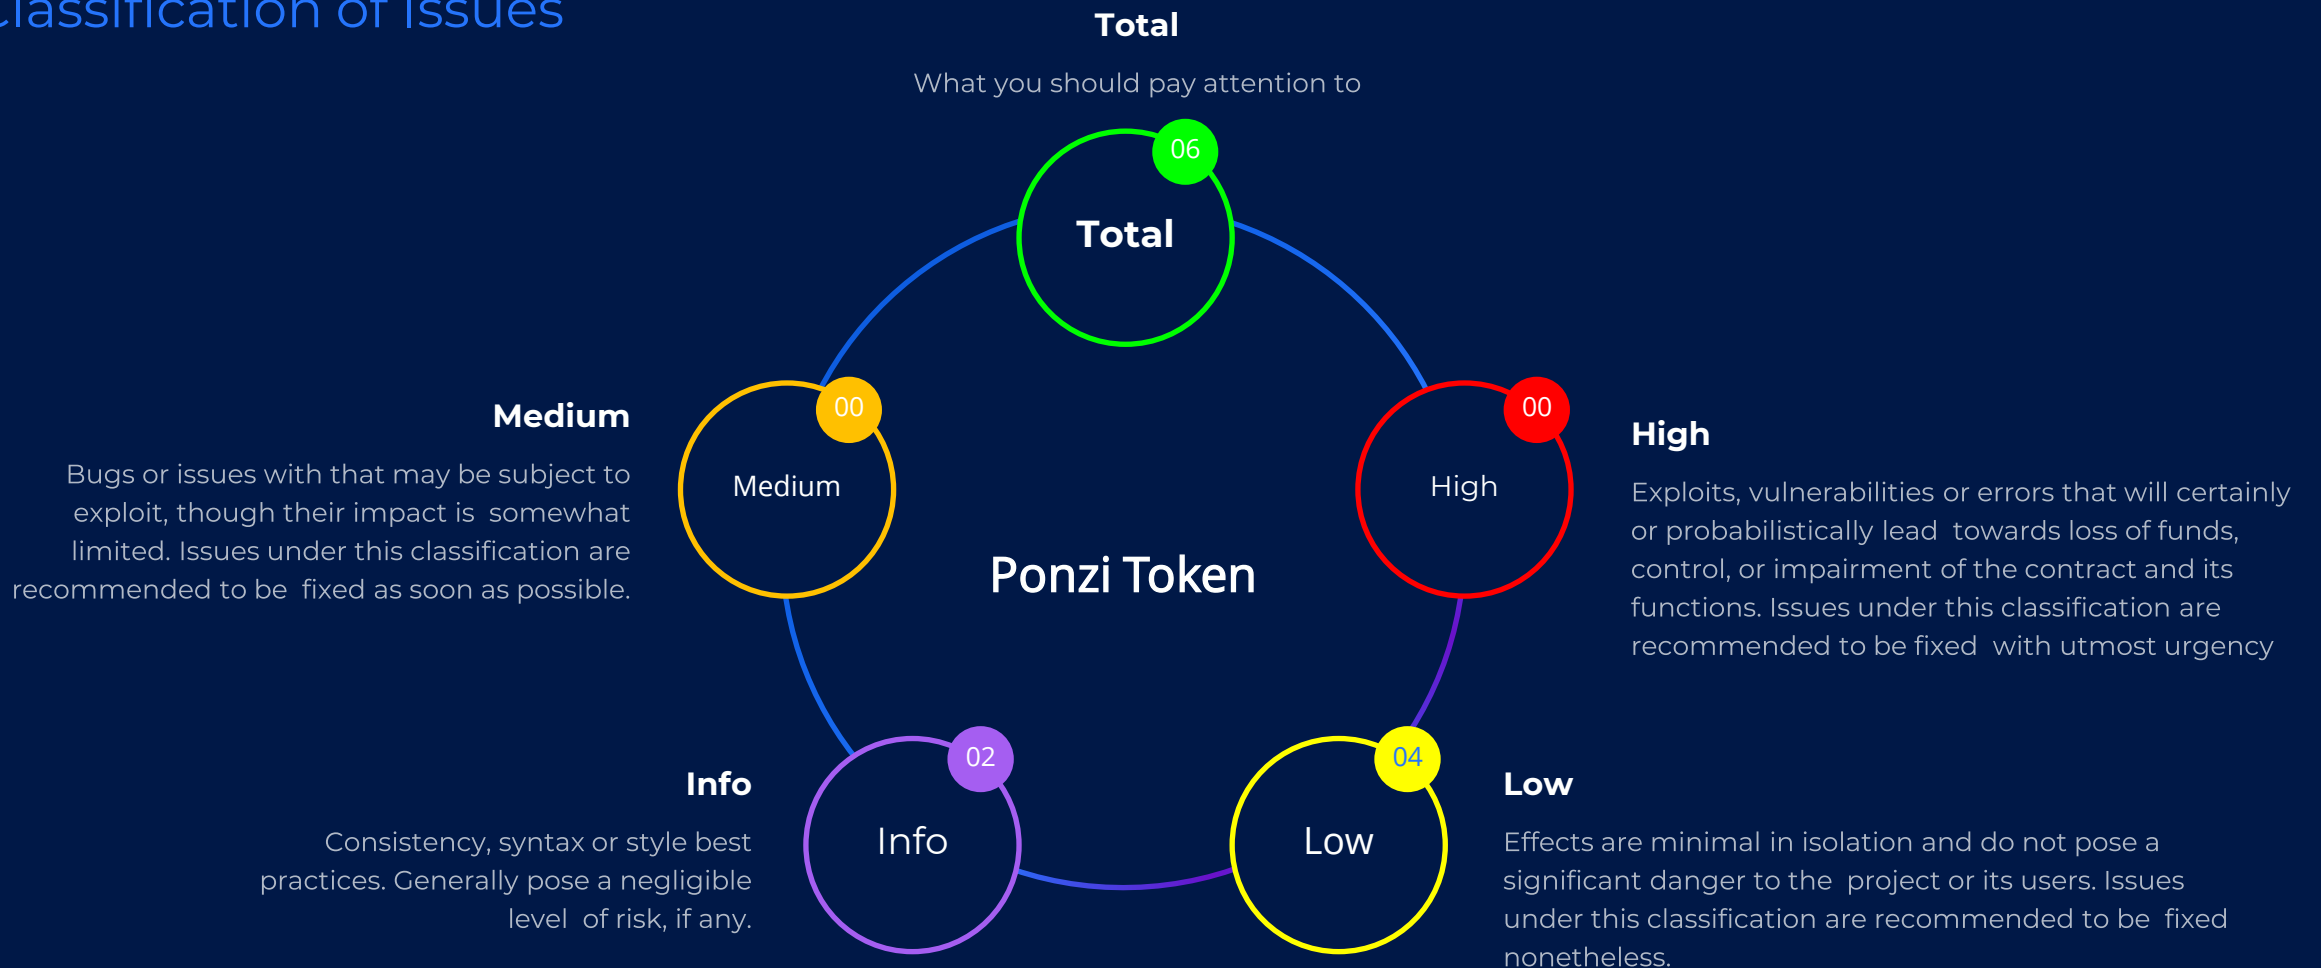 Classification of Issues
Total
What you should pay attention to
06
Total
Medium
Bugs or issues with that may be subject to
exploit, though their impact is  somewhat
limited. Issues under this classification are
recommended to be  fixed as soon as possible.
00
Medium
00
High
High
Exploits, vulnerabilities or errors that will certainly
or probabilistically lead  towards loss of funds,
control, or impairment of the contract and its
functions. Issues under this classification are
recommended to be fixed  with utmost urgency
Ponzi Token
Info
Consistency, syntax or style best
practices. Generally pose a negligible
level  of risk, if any.
02
Info
04
Low
Low
Effects are minimal in isolation and do not pose a
significant danger to the  project or its users. Issues
under this classification are recommended to be  fixed
nonetheless.